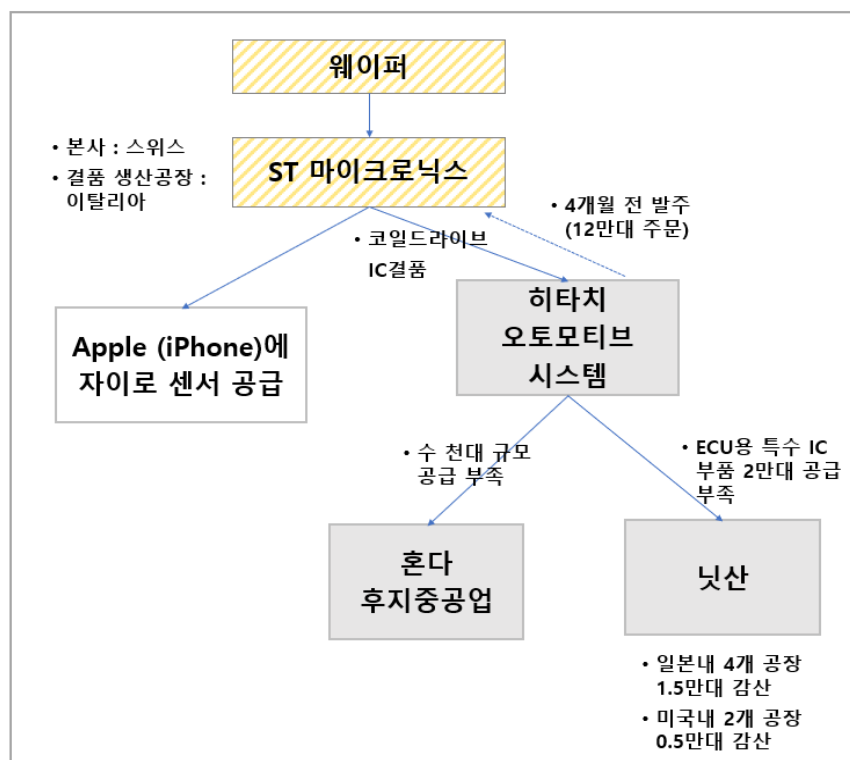 웨이퍼
• 본사 : 스위스
• 결품 생산공장 :
이탈리아
ST 마이크로닉스
• 4개월 전 발주
(12만대 주문)
• 코일드라이브
IC결품
Apple (iPhone)에
자이로 센서 공급
히타치
오토모티브
시스템
• 수 천대 규모
공급 부족
• ECU용 특수 IC
부품 2만대 공급
부족
혼다
후지중공업
닛산
• 일본내 4개 공장
1.5만대 감산
• 미국내 2개 공장
0.5만대 감산